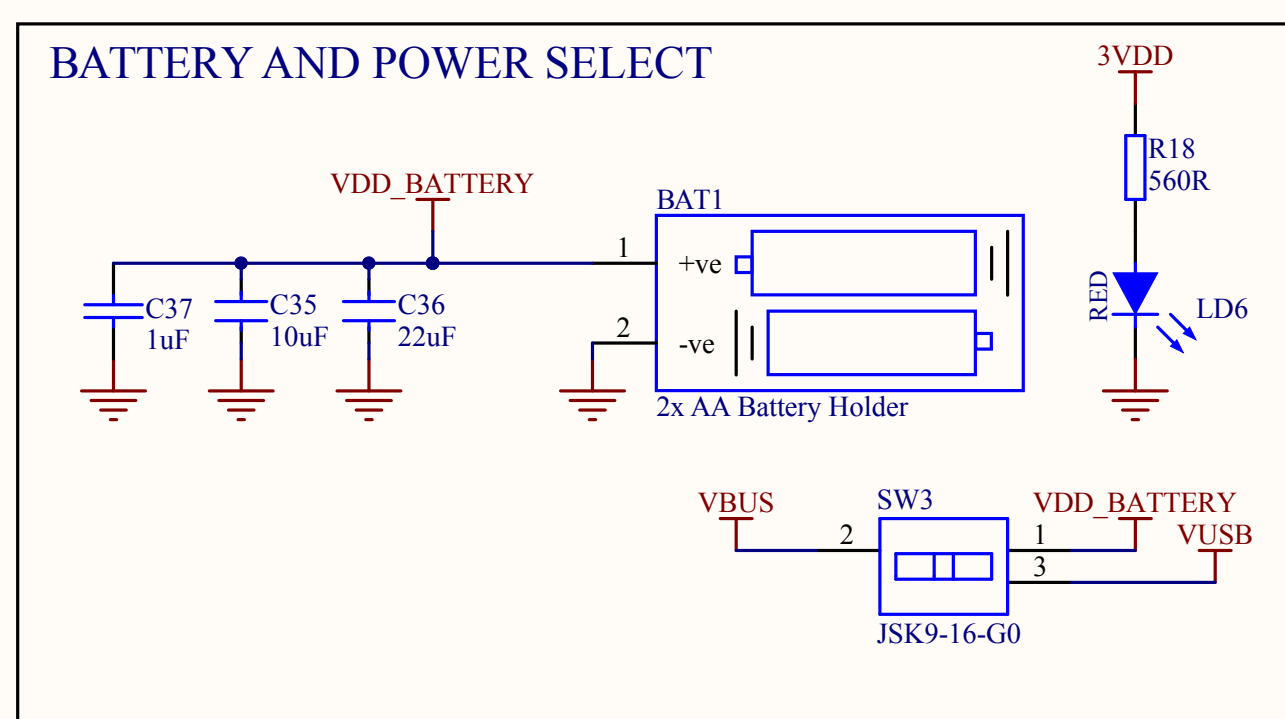 BATTERY AND POWER SELECT
3VDD
R18
560R
VDD_BATTERY
BAT1
1
+ve
C37
1uF
C35
10uF
C36
22uF
2
-ve
RED
LD6
2x AA Battery Holder
VBUS
SW3
VDD_BATTERY
2
1
VUSB
3
JSK9-16-G0